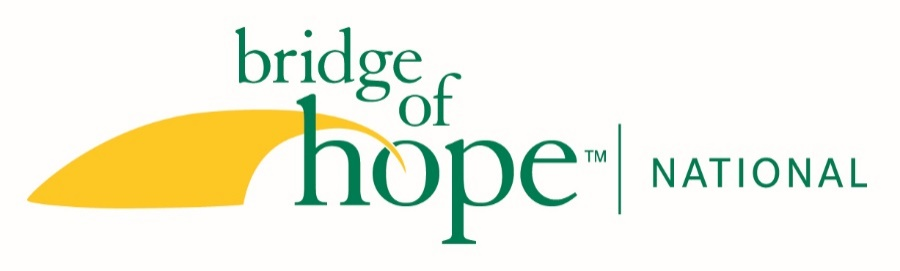 bridge
of
hope™ | NATIONAL